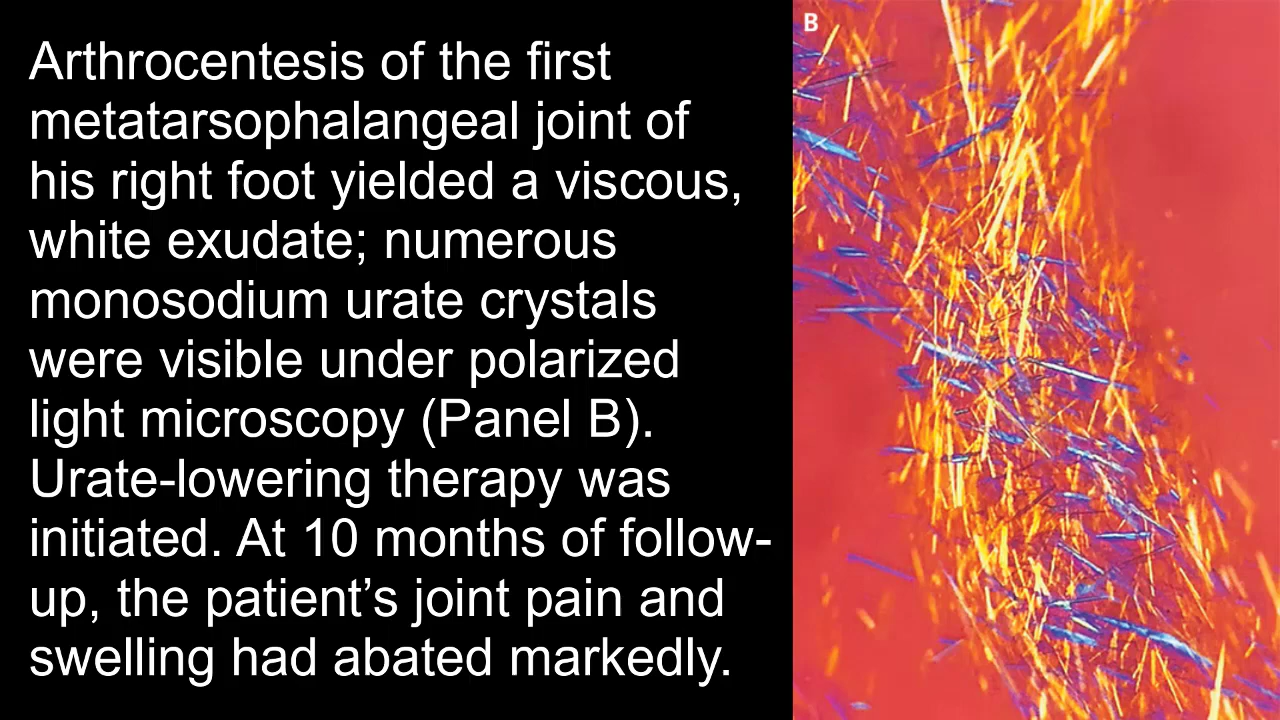 Arthrocentesis of the first
metatarsophalangeal joint of
his right foot yielded a viscous,
white exudate; numerous
monosodium urate crystals
were visible under polarized
light microscopy (Panel B).
Urate-lowering therapy was
initiated. At 10 months of follow-
up, the patient’s joint pain and
swelling had abated markedly.
B